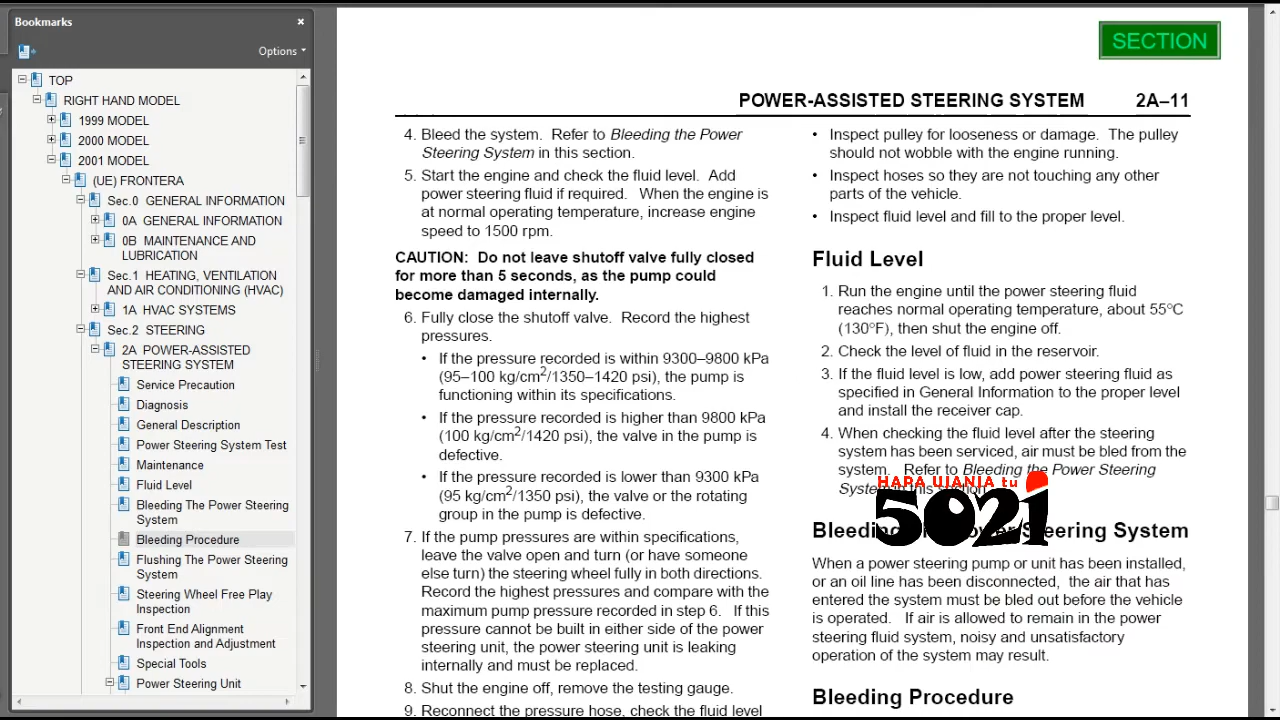 Bookmarks
Options
TOP
RIGHT HAND MODEL
1999 MODEL
2000 MODEL
2001 MODEL
(UE) FRONTERA
Sec.0 GENERAL INFORMATION
0A GENERAL INFORMATION
0B MAINTENANCE AND
LUBRICATION
Sec.1 HEATING, VENTILATION
AND AIR CONDITIONING (HVAC)
1A HVAC SYSTEMS
Sec.2 STEERING
2A POWER-ASSISTED
STEERING SYSTEM
Service Precaution
Diagnosis
General Description
Power Steering System Test
Maintenance
Fluid Level
Bleeding The Power Steering
System
Bleeding Procedure
Flushing The Power Steering
System
Steering Wheel Free Play
Inspection
Front End Alignment
Inspection and Adjustment
Special Tools
Power Steering Unit
SECTION
POWER-ASSISTED STEERING SYSTEM 2A–11
4. Bleed the system. Refer to Bleeding the Power
Steering System in this section.
5. Start the engine and check the fluid level. Add
power steering fluid if required. When the engine is
at normal operating temperature, increase engine
speed to 1500 rpm.
CAUTION: Do not leave shutoff valve fully closed
for more than 5 seconds, as the pump could
become damaged internally.
6. Fully close the shutoff valve. Record the highest
pressures.
• If the pressure recorded is within 9300–9800 kPa
(95–100 kg/cm2/1350–1420 psi), the pump is
functioning within its specifications.
• If the pressure recorded is higher than 9800 kPa
(100 kg/cm2/1420 psi), the valve in the pump is
defective.
• If the pressure recorded is lower than 9300 kPa
(95 kg/cm2/1350 psi), the valve or the rotating
group in the pump is defective.
7. If the pump pressures are within specifications,
leave the valve open and turn (or have someone
else turn) the steering wheel fully in both directions.
Record the highest pressures and compare with the
maximum pump pressure recorded in step 6. If this
pressure cannot be built in either side of the power
steering unit, the power steering unit is leaking
internally and must be replaced.
8. Shut the engine off, remove the testing gauge.
9. Reconnect the pressure hose, check the fluid level
• Inspect pulley for looseness or damage. The pulley
should not wobble with the engine running.
• Inspect hoses so they are not touching any other
parts of the vehicle.
• Inspect fluid level and fill to the proper level.
Fluid Level
1. Run the engine until the power steering fluid
reaches normal operating temperature, about 55°C
(130°F), then shut the engine off.
2. Check the level of fluid in the reservoir.
3. If the fluid level is low, add power steering fluid as
specified in General Information to the proper level
and install the receiver cap.
4. When checking the fluid level after the steering
system has been serviced, air must be bled from the
system. Refer to Bleeding the Power Steering
System in this section.
HAPA UJANJA tu
5021
Bleeding the Power Steering System
When a power steering pump or unit has been installed,
or an oil line has been disconnected, the air that has
entered the system must be bled out before the vehicle
is operated. If air is allowed to remain in the power
steering fluid system, noisy and unsatisfactory
operation of the system may result.
Bleeding Procedure